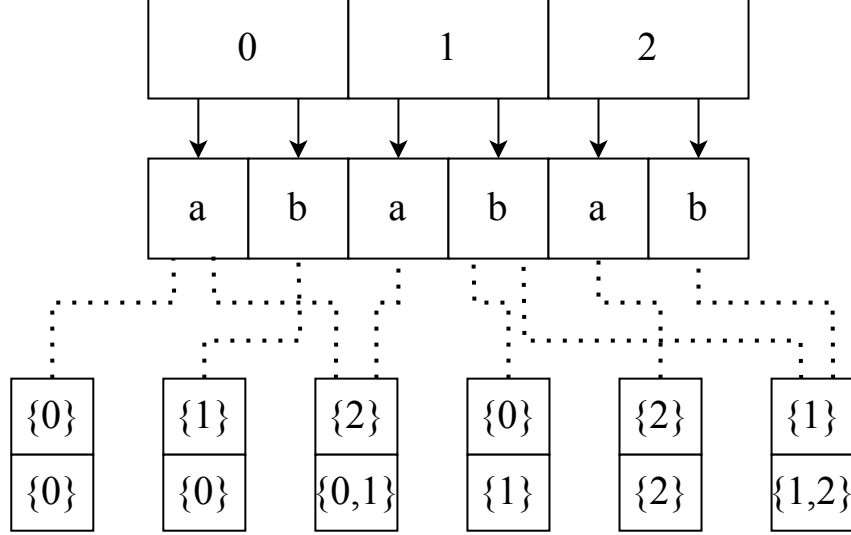 0 1 2
a b a b a b
{0} {1} {2} {0} {2} {1}
{0} {0} {0,1} {1} {2} {1,2}